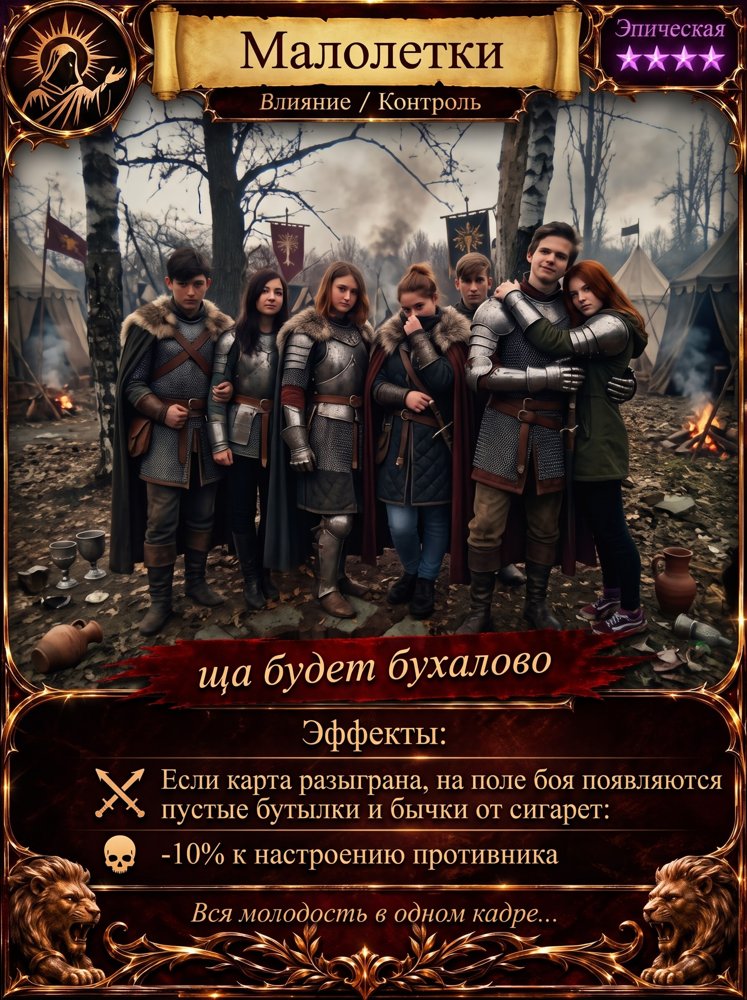 Малолетки
Эпическая
Влияние / Контроль
ща будет бухалово
Эффекты:
Если карта разыграна, на поле боя появляются
пустые бутылки и бычки от сигарет:
-10% к настроению противника
Вся молодость в одном кадре...